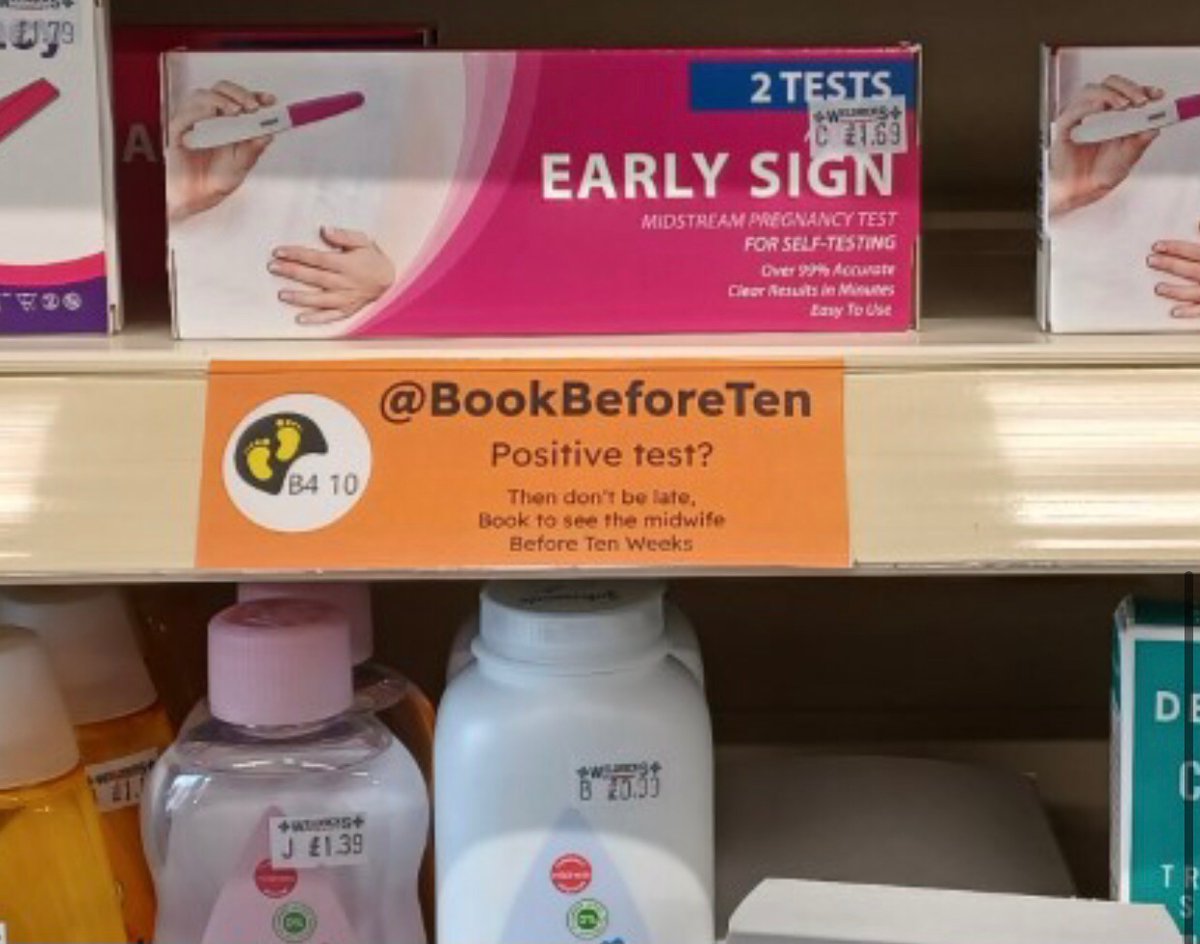 2 TESTS
C £1.69
EARLY SIGN
MIDSTREAM PREGNANCY TEST
FOR SELF-TESTING
Over 99% Accurate
Clear Results in Minutes
Easy To Use
@BookBeforeTen
B4 10
Positive test?
Then don't be late,
Book to see the midwife
Before Ten Weeks
J £1.39